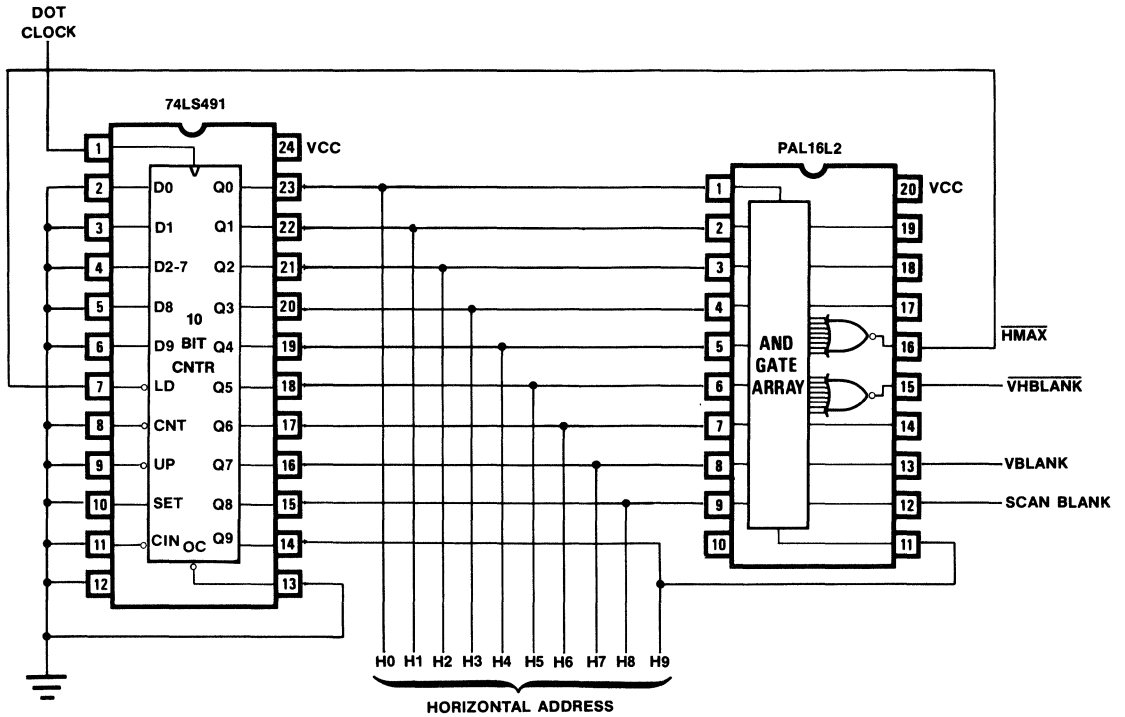 DOT
CLOCK
74LS491
1
24 VCC
2 D0 Q0 23
3 D1 Q1 22
4 D2-7 Q2 21
5 D8 Q3 20
6 D9 Q4 19
10
BIT
CNTR
7 LD Q5 18
8 CNT Q6 17
9 UP Q7 16
10 SET Q8 15
11 CIN OC Q9 14
12
13
PAL16L2
1
20 VCC
2
19
3
18
4
17
5
16 HMAX
AND
GATE
ARRAY
6
15 VHBLANK
7
14
8
13 VBLANK
9
12 SCAN BLANK
10
11
H0 H1 H2 H3 H4 H5 H6 H7 H8 H9
HORIZONTAL ADDRESS